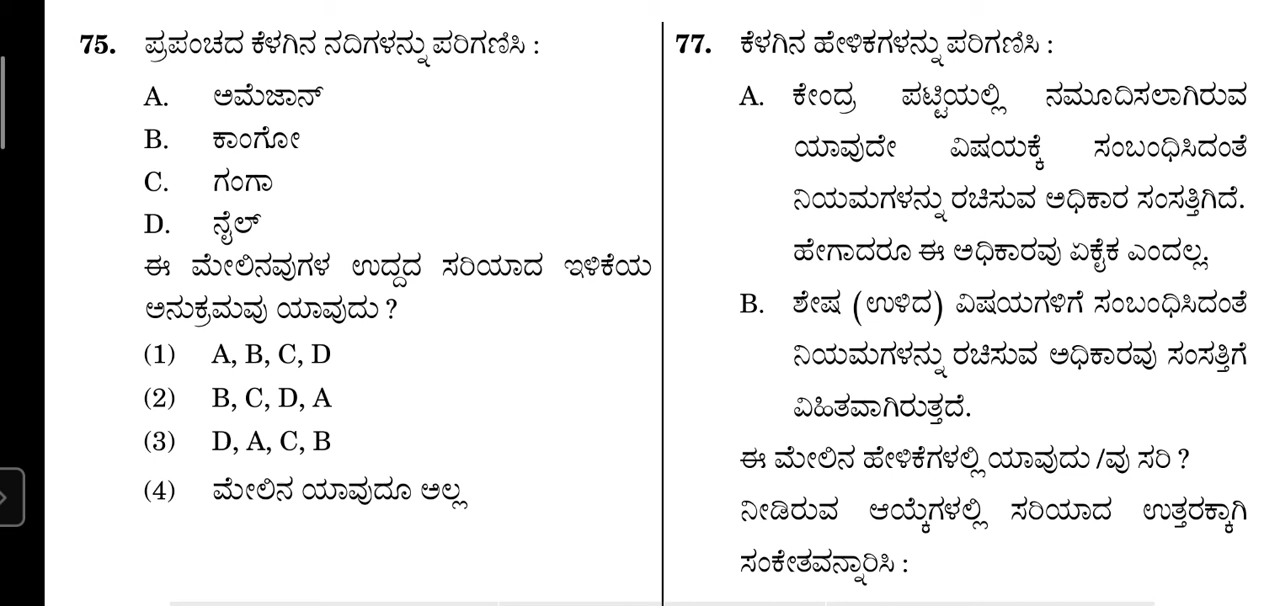 75. ಪ್ರಪಂಚದ ಕೆಳಗಿನ ನದಿಗಳನ್ನು ಪರಿಗಣಿಸಿ :
A. ಅಮೆಜಾನ್
B. ಕಾಂಗೋ
C. ಗಂಗಾ
D. ನೈಲ್
ಈ ಮೇಲಿನವುಗಳ ಉದ್ದದ ಸರಿಯಾದ ಇಳಿಕೆಯ
ಅನುಕ್ರಮವು ಯಾವುದು ?
(1) A, B, C, D
(2) B, C, D, A
(3) D, A, C, B
(4) ಮೇಲಿನ ಯಾವುದೂ ಅಲ್ಲ
77. ಕೆಳಗಿನ ಹೇಳಿಕಗಳನ್ನು ಪರಿಗಣಿಸಿ :
A. ಕೇಂದ್ರ ಪಟ್ಟಿಯಲ್ಲಿ ನಮೂದಿಸಲಾಗಿರುವ
ಯಾವುದೇ ವಿಷಯಕ್ಕೆ ಸಂಬಂಧಿಸಿದಂತೆ
ನಿಯಮಗಳನ್ನು ರಚಿಸುವ ಅಧಿಕಾರ ಸಂಸತ್ತಿಗಿದೆ.
ಹೇಗಾದರೂ ಈ ಅಧಿಕಾರವು ಏಕೈಕ ಎಂದಲ್ಲ.
B. ಶೇಷ (ಉಳಿದ) ವಿಷಯಗಳಿಗೆ ಸಂಬಂಧಿಸಿದಂತೆ
ನಿಯಮಗಳನ್ನು ರಚಿಸುವ ಅಧಿಕಾರವು ಸಂಸತ್ತಿಗೆ
ವಿಹಿತವಾಗಿರುತ್ತದೆ.
ಈ ಮೇಲಿನ ಹೇಳಿಕೆಗಳಲ್ಲಿ ಯಾವುದು /ವು ಸರಿ ?
ನೀಡಿರುವ ಆಯ್ಕೆಗಳಲ್ಲಿ ಸರಿಯಾದ ಉತ್ತರಕ್ಕಾಗಿ
ಸಂಕೇತವನ್ನಾರಿಸಿ :